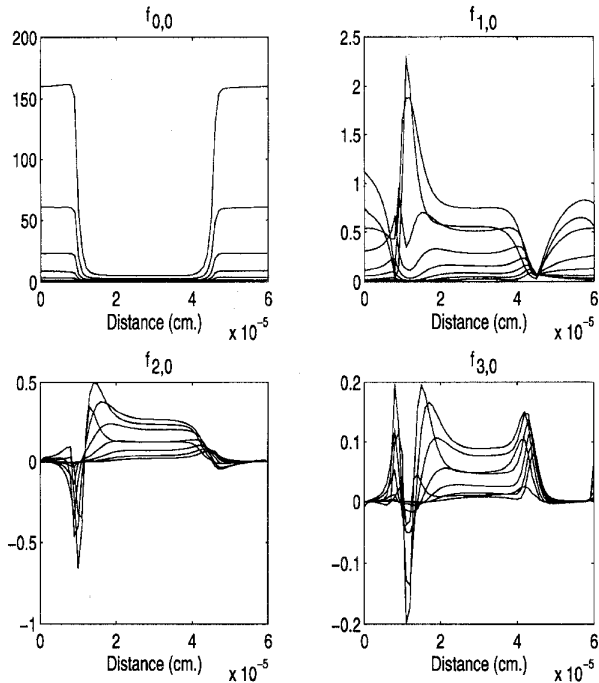 f0,0
200
150
100
50
0
0 2 4 6
Distance (cm.)
x 10^-5
f1,0
2.5
2
1.5
1
0.5
0
0 2 4 6
Distance (cm.)
x 10^-5
f2,0
0.5
0
-0.5
-1
0 2 4 6
Distance (cm.)
x 10^-5
f3,0
0.2
0.1
0
-0.1
-0.2
0 2 4 6
Distance (cm.)
x 10^-5